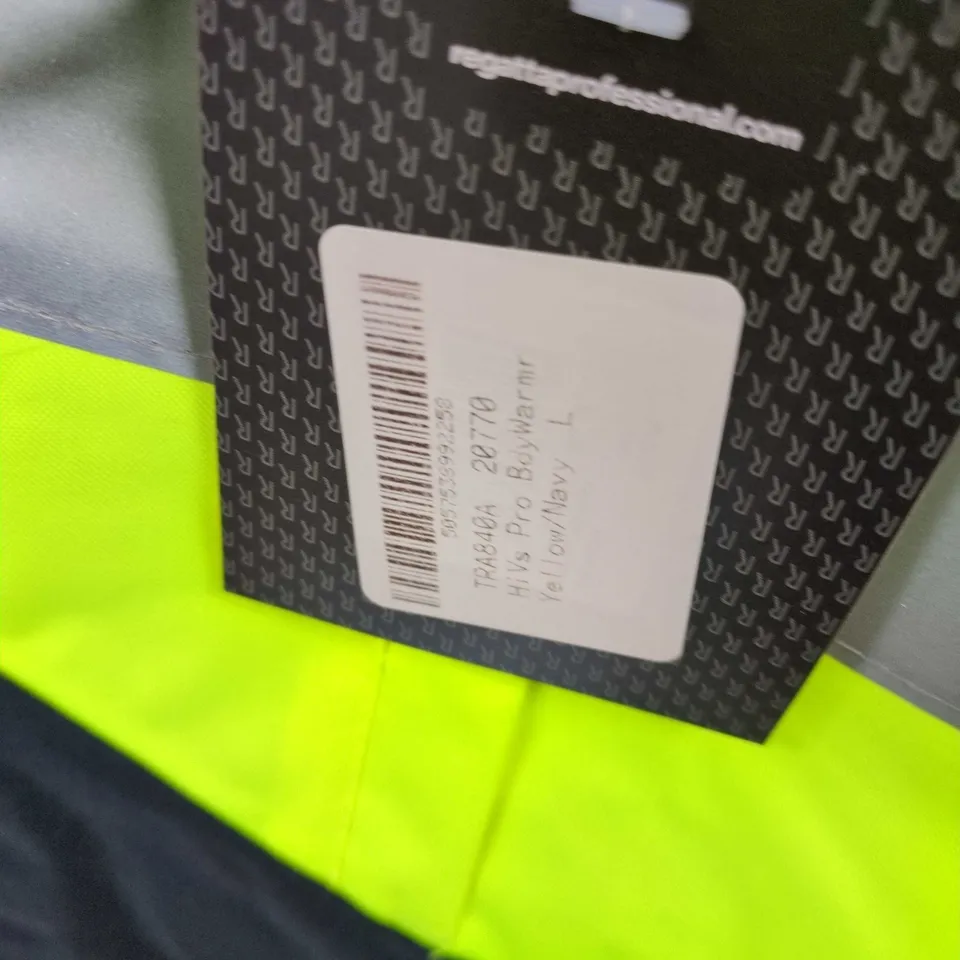 regattaprofessional.com
5057538992258
TRA840A 20770
HiVs Pro BdyWarmr
Yellow/Navy L